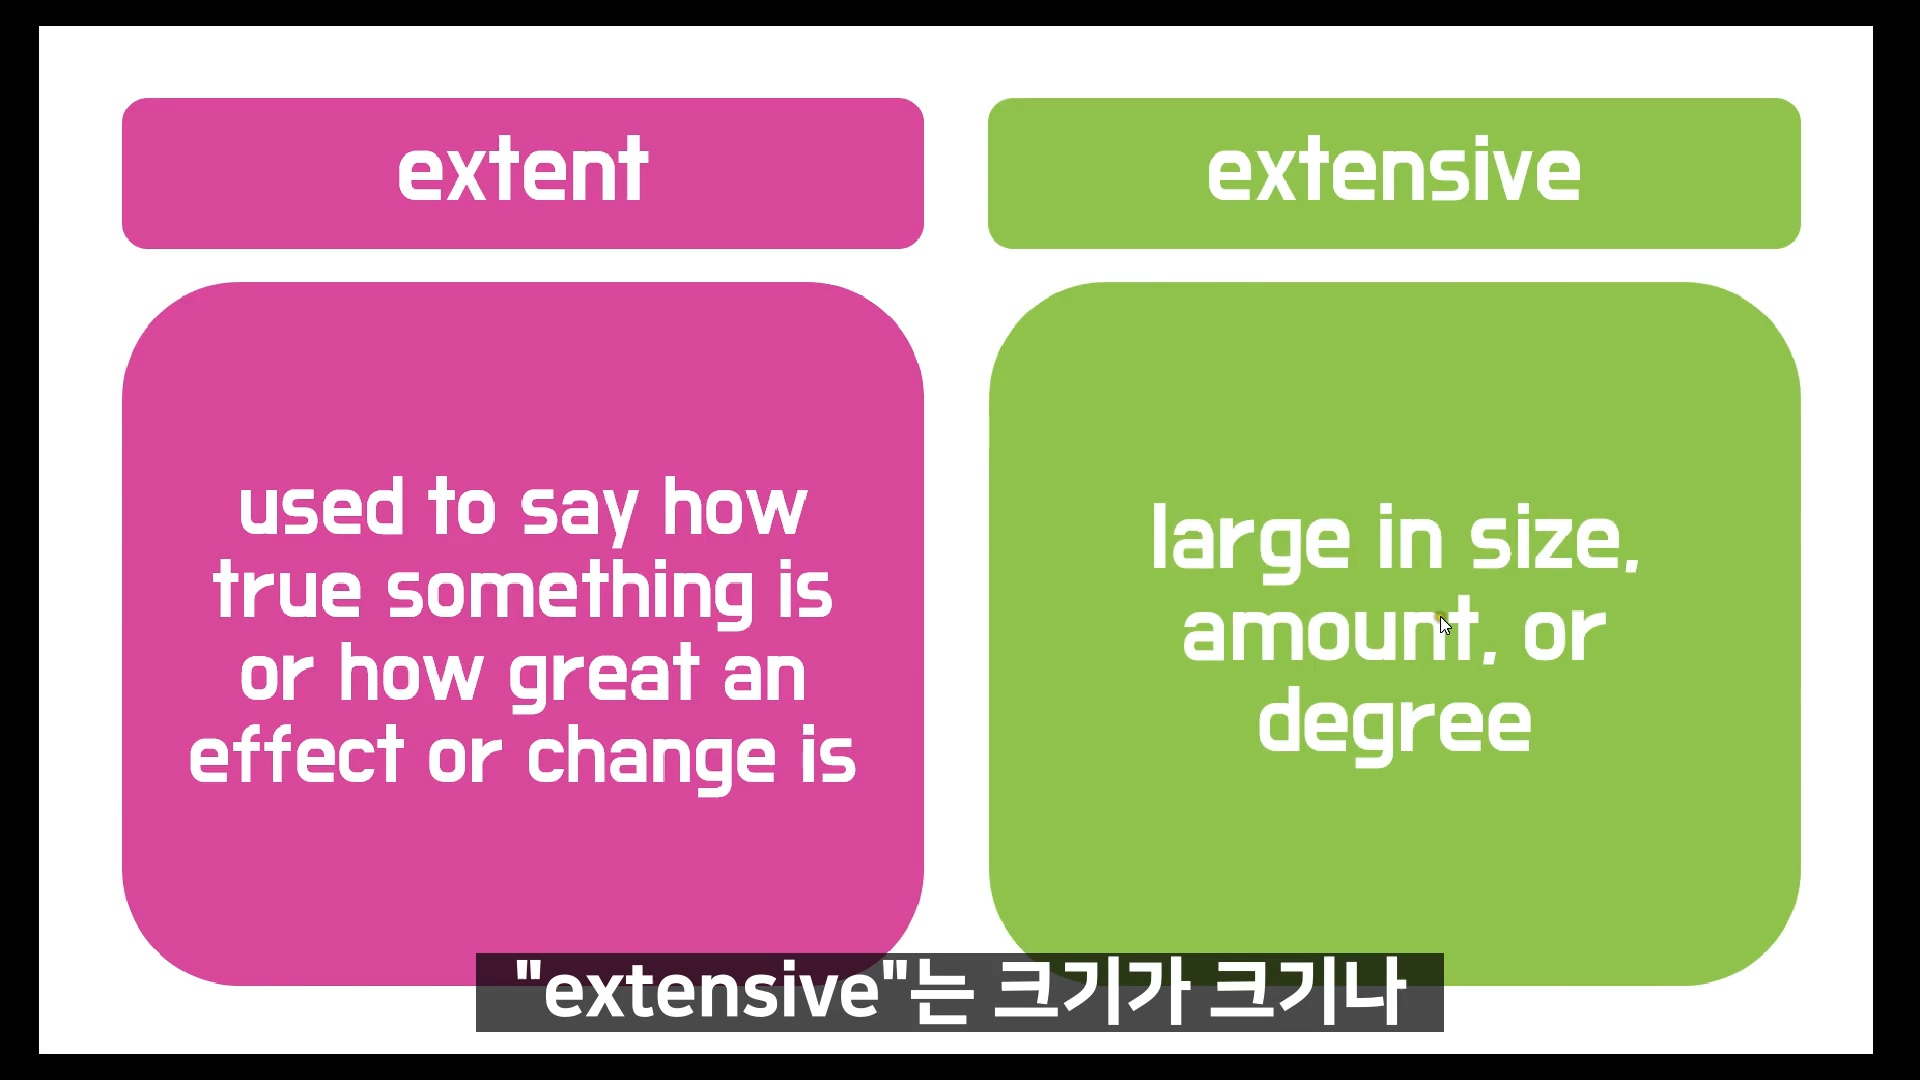 extent
used to say how
true something is
or how great an
effect or change is
extensive
large in size,
amount, or
degree
"extensive"는 크기가 크기나